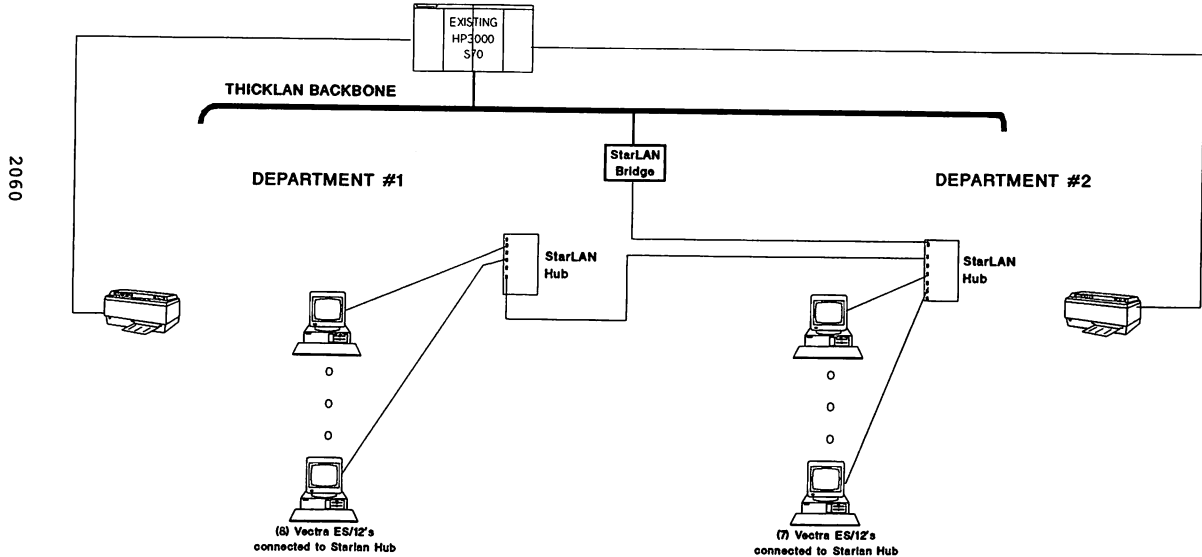 EXISTING
HP3000
S70
THICKLAN BACKBONE
2060
StarLAN
Bridge
DEPARTMENT #1
DEPARTMENT #2
StarLAN
Hub
StarLAN
Hub
(8) Vectra ES/12's
connected to Starlan Hub
(7) Vectra ES/12's
connected to Starlan Hub